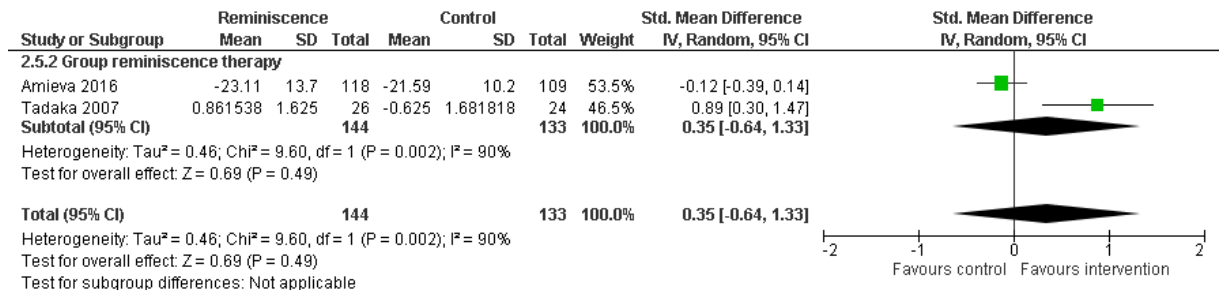 Reminiscence Control Std. Mean Difference Std. Mean Difference
Study or Subgroup Mean SD Total Mean SD Total Weight IV, Random, 95% CI IV, Random, 95% CI
2.5.2 Group reminiscence therapy
Amieva 2016 -23.11 13.7 118 -21.59 10.2 109 53.5% -0.12 [-0.39, 0.14]
Tadaka 2007 0.861538 1.625 26 -0.625 1.681818 24 46.5% 0.89 [0.30, 1.47]
Subtotal (95% CI) 144 133 100.0% 0.35 [-0.64, 1.33]
Heterogeneity: Tau² = 0.46; Chi² = 9.60, df = 1 (P = 0.002); I² = 90%
Test for overall effect: Z = 0.69 (P = 0.49)
Total (95% CI) 144 133 100.0% 0.35 [-0.64, 1.33]
Heterogeneity: Tau² = 0.46; Chi² = 9.60, df = 1 (P = 0.002); I² = 90%
Test for overall effect: Z = 0.69 (P = 0.49)
Test for subgroup differences: Not applicable
-2 -1 0 1 2
Favours control Favours intervention